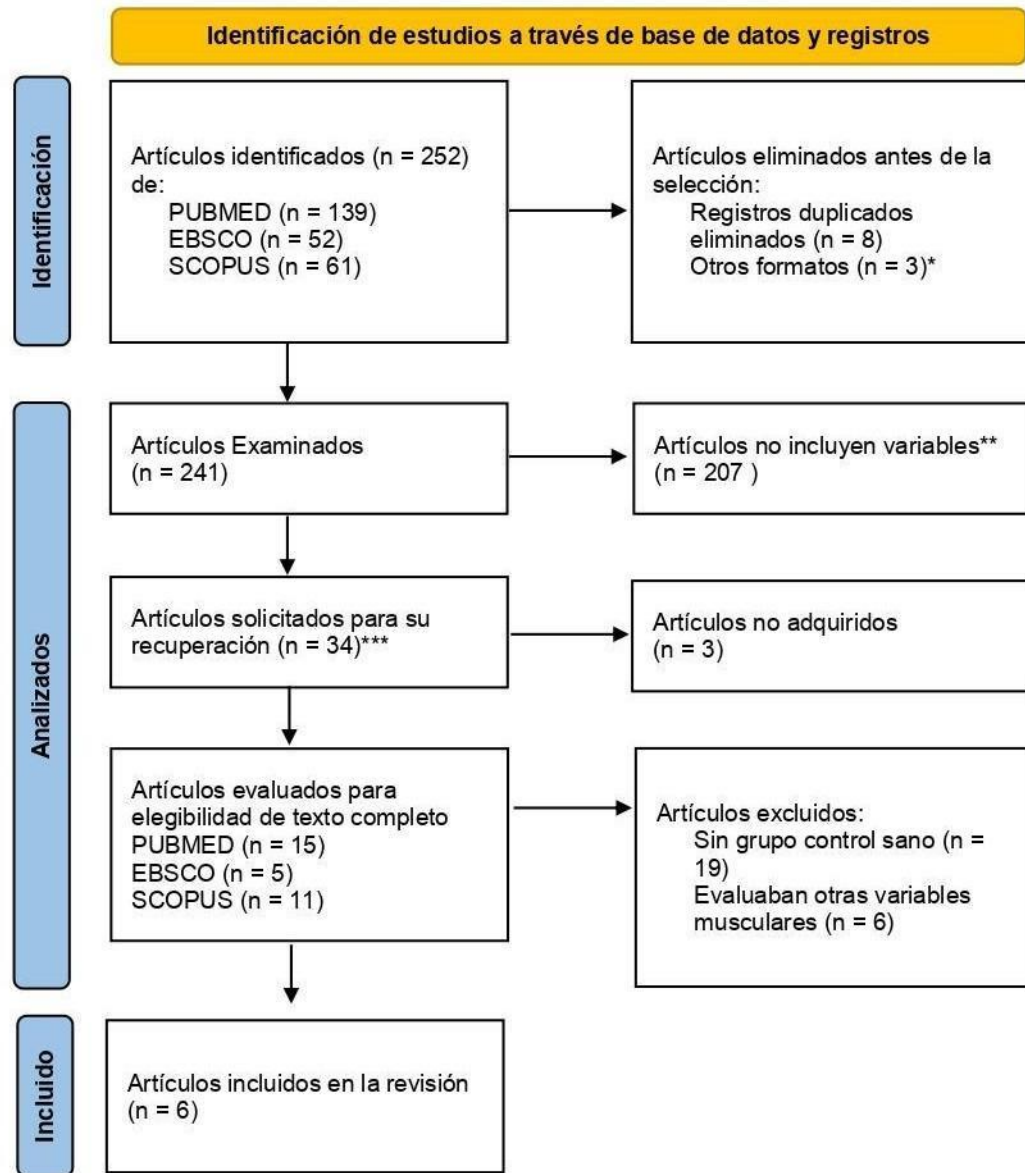 Identificación de estudios a través de base de datos y registros
Identificación
Artículos identificados (n = 252)
de:
PUBMED (n = 139)
EBSCO (n = 52)
SCOPUS (n = 61)
Artículos eliminados antes de la
selección:
Registros duplicados
eliminados (n = 8)
Otros formatos (n = 3)*
Analizados
Artículos Examinados
(n = 241)
Artículos no incluyen variables**
(n = 207 )
Artículos solicitados para su
recuperación (n = 34)***
Artículos no adquiridos
(n = 3)
Artículos evaluados para
elegibilidad de texto completo
PUBMED (n = 15)
EBSCO (n = 5)
SCOPUS (n = 11)
Artículos excluidos:
Sin grupo control sano (n =
19)
Evaluaban otras variables
musculares (n = 6)
Incluido
Artículos incluidos en la revisión
(n = 6)